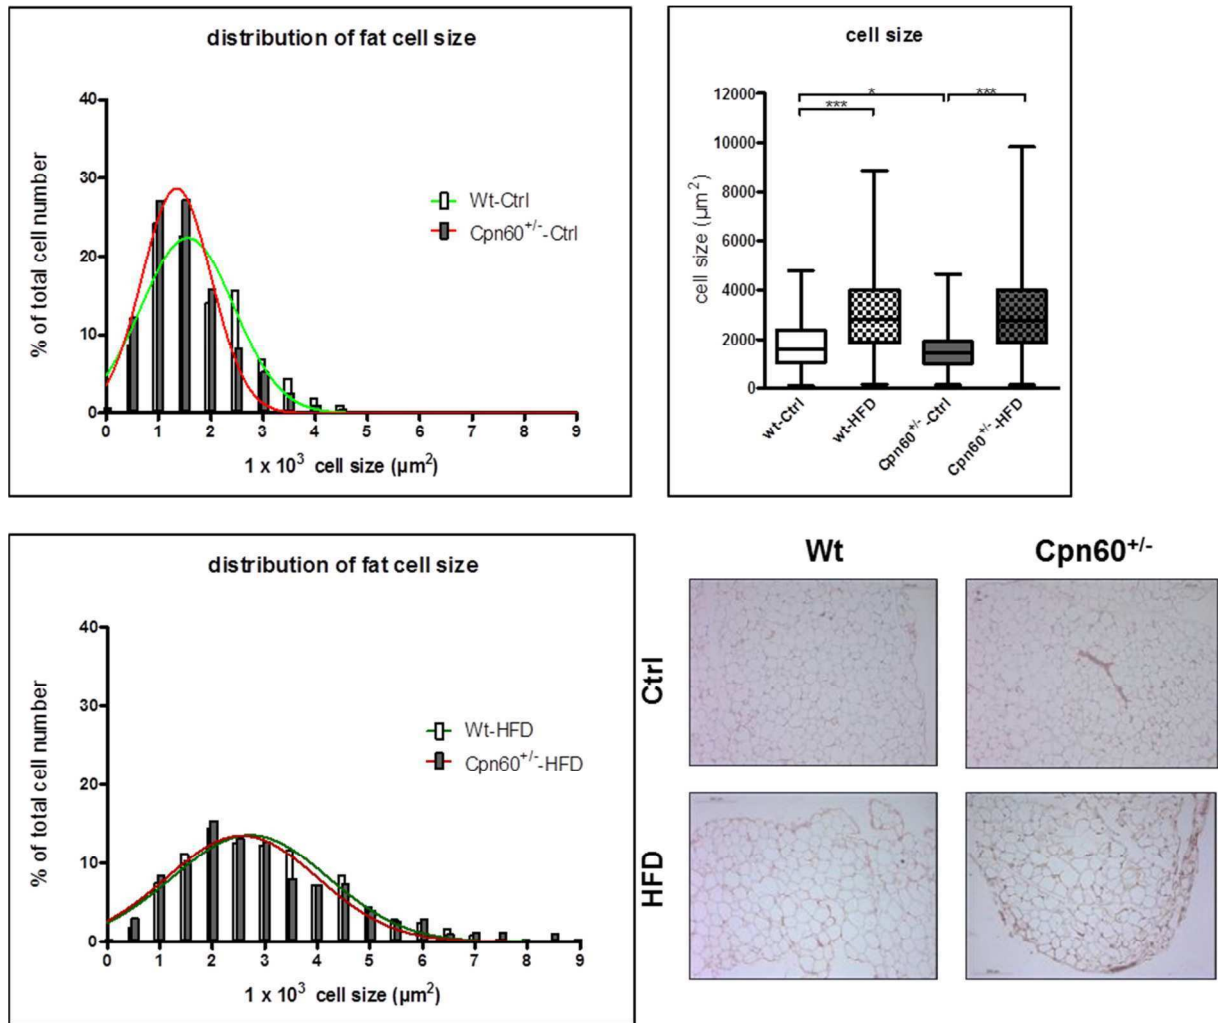 distribution of fat cell size
40
30
20
10
0
% of total cell number
Wt-Ctrl
Cpn60+/--Ctrl
0 1 2 3 4 5 6 7 8 9
1 x 10³ cell size (µm²)
cell size
12000
10000
8000
6000
4000
2000
0
cell size (µm²)
*
***
***
wt-Ctrl
wt-HFD
Cpn60+/--Ctrl
Cpn60+/--HFD
distribution of fat cell size
40
30
20
10
0
% of total cell number
Wt-HFD
Cpn60+/--HFD
0 1 2 3 4 5 6 7 8 9
1 x 10³ cell size (µm²)
Wt
Cpn60+/-
Ctrl
HFD